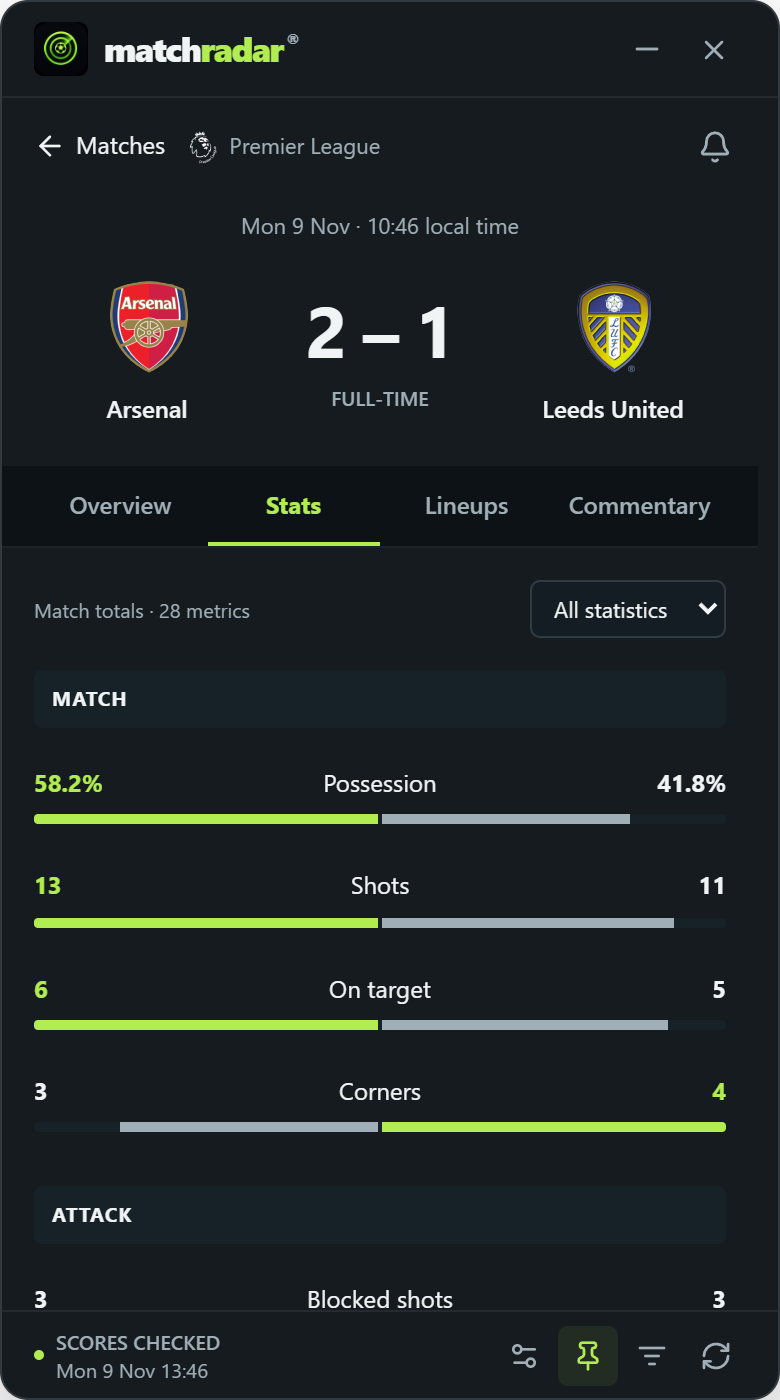 matchradar®
Matches Premier League
Mon 9 Nov · 10:46 local time
Arsenal
2 – 1
LUFC
®
FULL-TIME
Arsenal
Leeds United
Overview Stats Lineups Commentary
Match totals · 28 metrics
All statistics
MATCH
58.2% Possession 41.8%
13 Shots 11
6 On target 5
3 Corners 4
ATTACK
3 Blocked shots 3
SCORES CHECKED
Mon 9 Nov 13:46